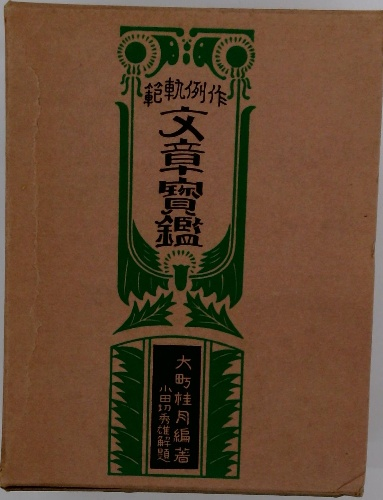 作例軌範
文章寳鑑
大町桂月編著
小田切秀雄解題